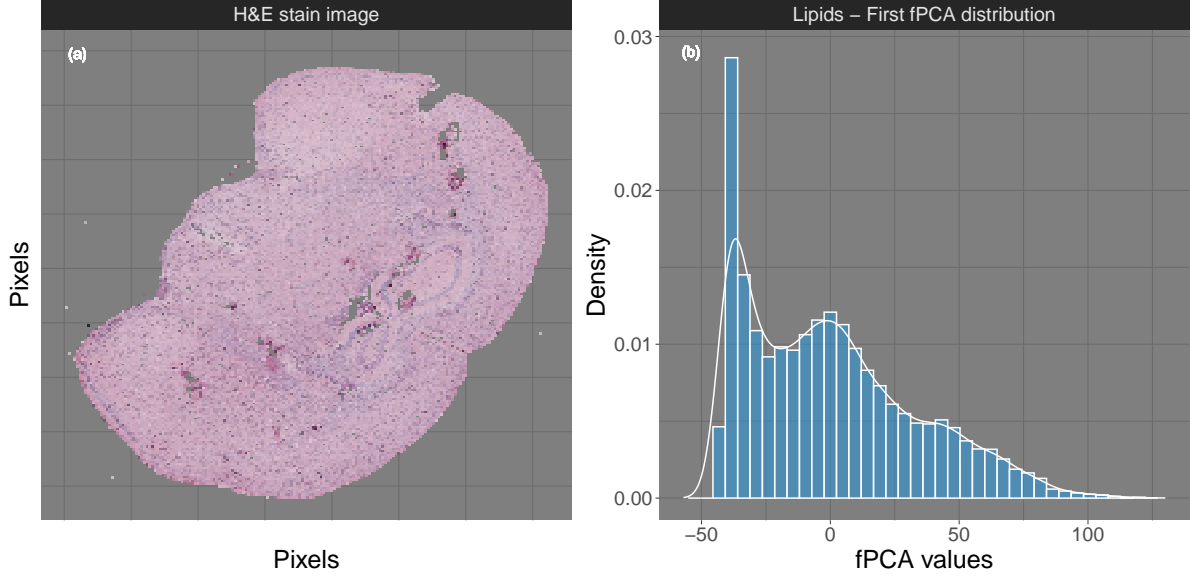 H&E stain image
(a)
Pixels
Pixels
Lipids – First fPCA distribution
(b)
0.03
0.02
0.01
0.00
Density
−50 0 50 100
fPCA values